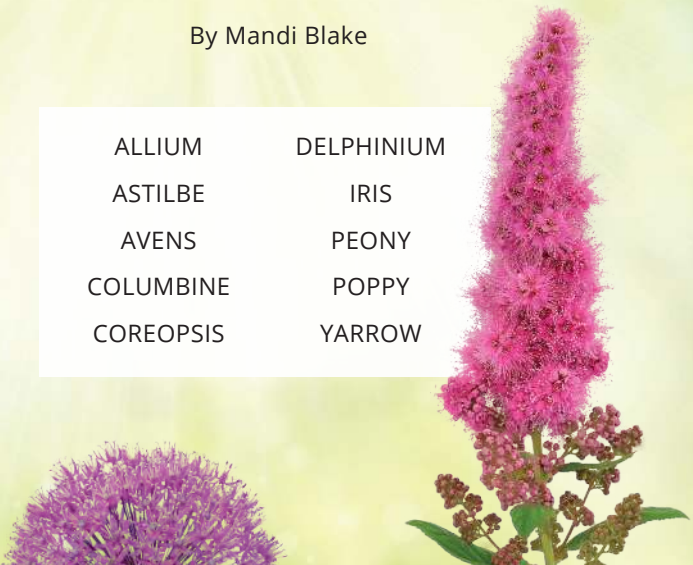 By Mandi Blake
ALLIUM DELPHINIUM
ASTILBE IRIS
AVENS PEONY
COLUMBINE POPPY
COREOPSIS YARROW